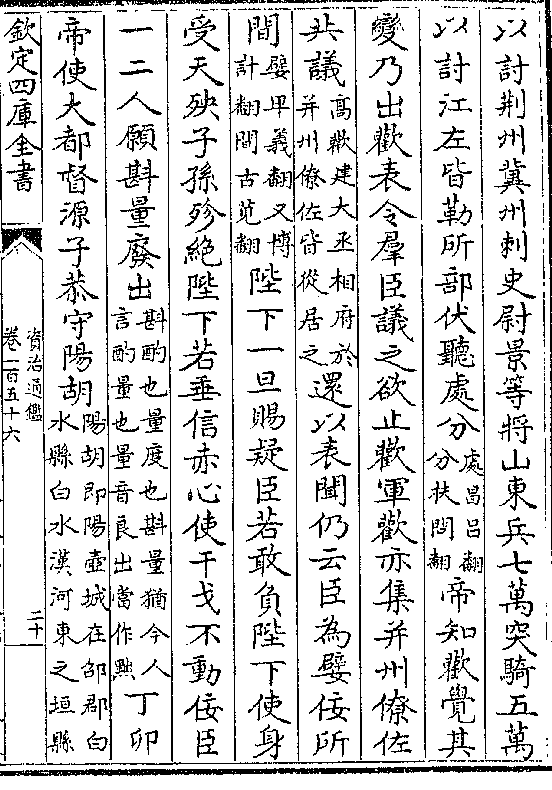 以討荆州冀州刺史尉景等將山東兵七萬突騎五萬
以討江左皆勒所部伏聽處分處昌呂翻分扶問翻帝知歡覺其
變乃出歡表令羣臣議之欲止歡軍歡亦集并州僚佐
共議高歡建大丞相府於并州僚佐皆從居之還以表聞仍云臣為嬖佞所
間嬖卑義翻又博計翻間古莧翻陛下一旦賜疑臣若敢負陛下使身
受天殃子孫殄絶陛下若垂信赤心使干戈不動佞臣
一二人願斟量廢出斟酌也量度也斟量猶今人言酌量也量音良出當作黜丁卯
帝使大都督源子恭守陽胡陽胡即陽壺城在邵郡白水縣白水漢河東之垣縣
欽定四庫全書
資治通鑑
卷一百五十六
二十